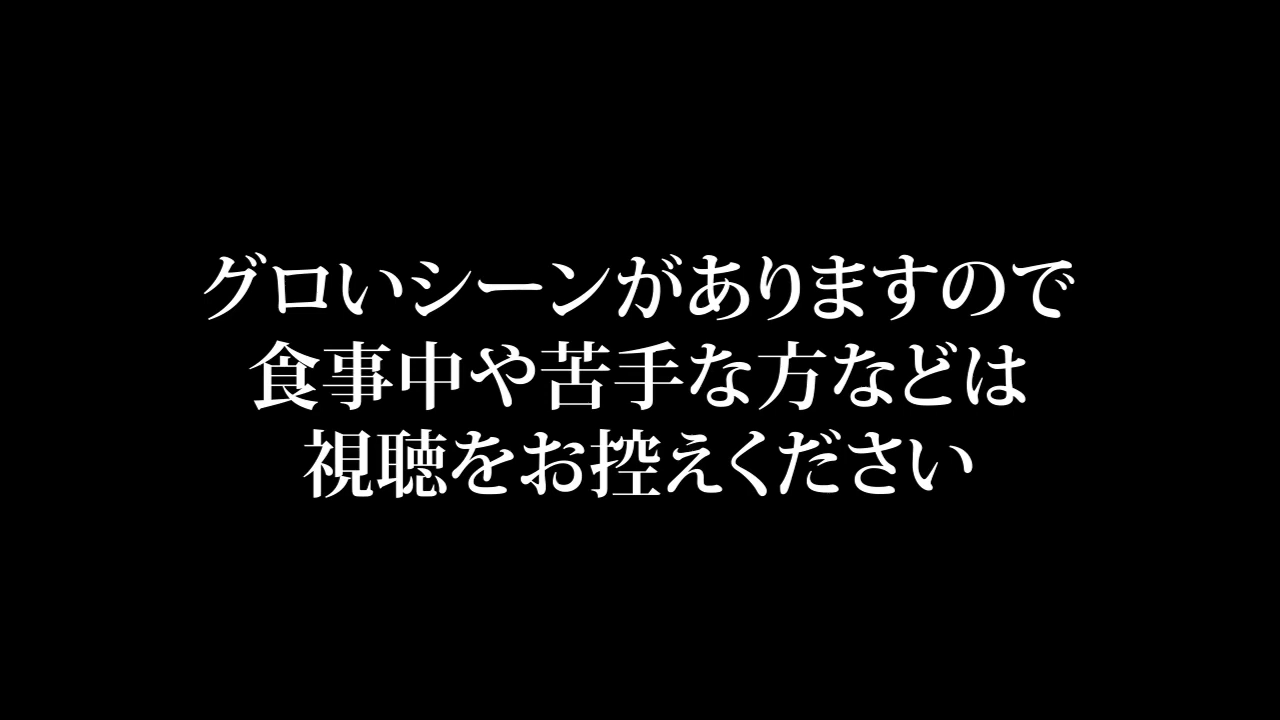 グロいシーンがありますので
食事中や苦手な方などは
視聴をお控えください